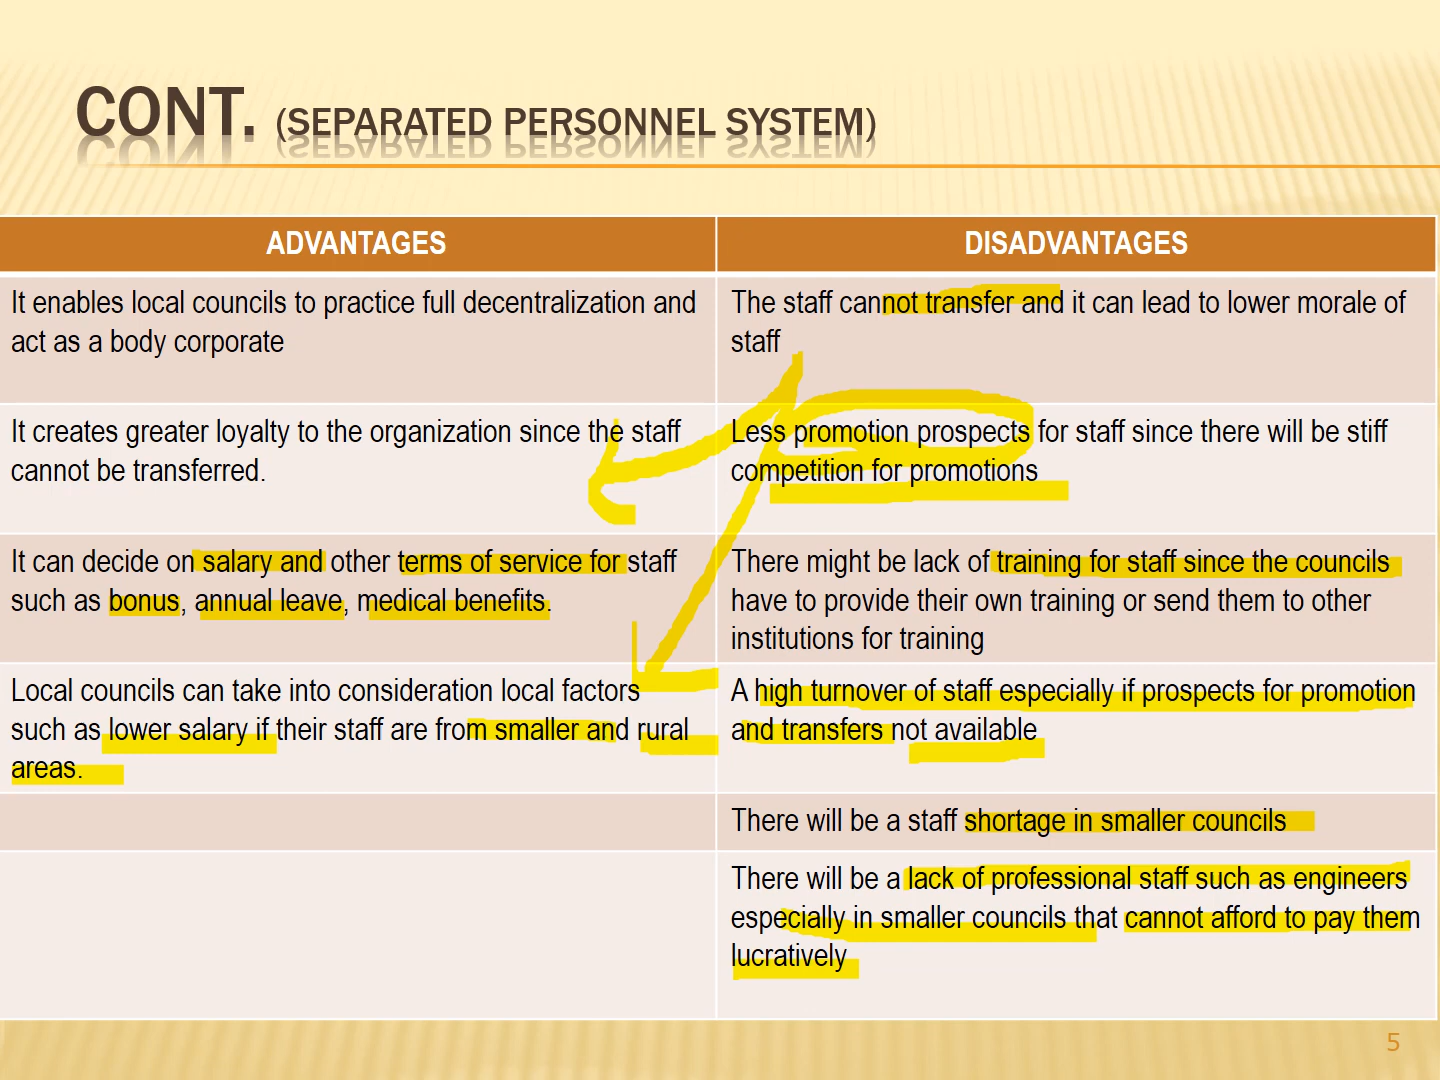 CONT. (SEPARATED PERSONNEL SYSTEM)
ADVANTAGES
DISADVANTAGES
It enables local councils to practice full decentralization and
act as a body corporate
The staff cannot transfer and it can lead to lower morale of
staff
It creates greater loyalty to the organization since the staff
cannot be transferred.
Less promotion prospects for staff since there will be stiff
competition for promotions
It can decide on salary and other terms of service for staff
such as bonus, annual leave, medical benefits.
There might be lack of training for staff since the councils
have to provide their own training or send them to other
institutions for training
Local councils can take into consideration local factors
such as lower salary if their staff are from smaller and rural
areas.
A high turnover of staff especially if prospects for promotion
and transfers not available
There will be a staff shortage in smaller councils
There will be a lack of professional staff such as engineers
especially in smaller councils that cannot afford to pay them
lucratively
5